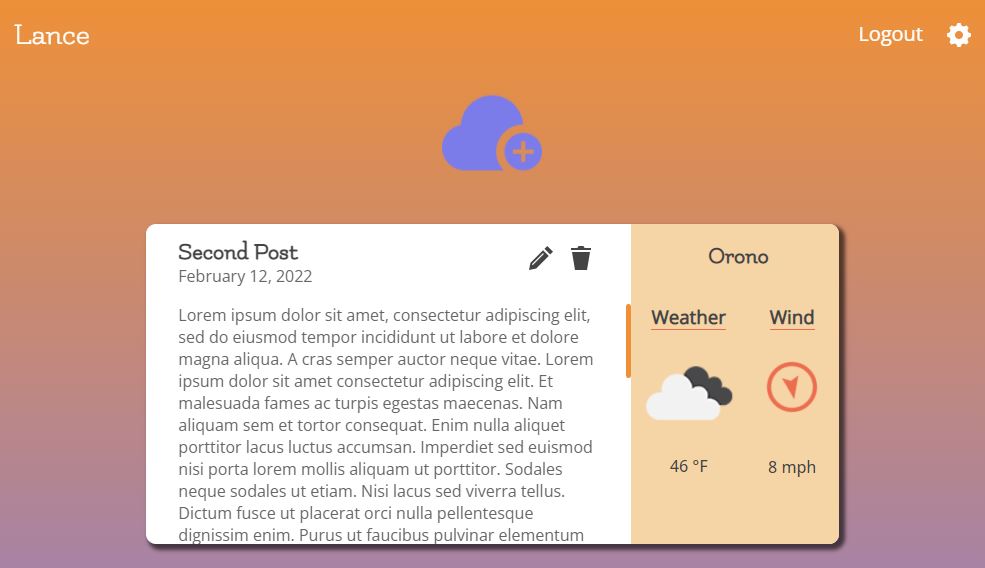 Lance
Logout
Second Post
February 12, 2022
Lorem ipsum dolor sit amet, consectetur adipiscing elit,
sed do eiusmod tempor incididunt ut labore et dolore
magna aliqua. A cras semper auctor neque vitae. Lorem
ipsum dolor sit amet consectetur adipiscing elit. Et
malesuada fames ac turpis egestas maecenas. Nam
aliquam sem et tortor consequat. Enim nulla aliquet
porttitor lacus luctus accumsan. Imperdiet sed euismod
nisi porta lorem mollis aliquam ut porttitor. Sodales
neque sodales ut etiam. Nisi lacus sed viverra tellus.
Dictum fusce ut placerat orci nulla pellentesque
dignissim enim. Purus ut faucibus pulvinar elementum
Orono
Weather
Wind
46 °F
8 mph